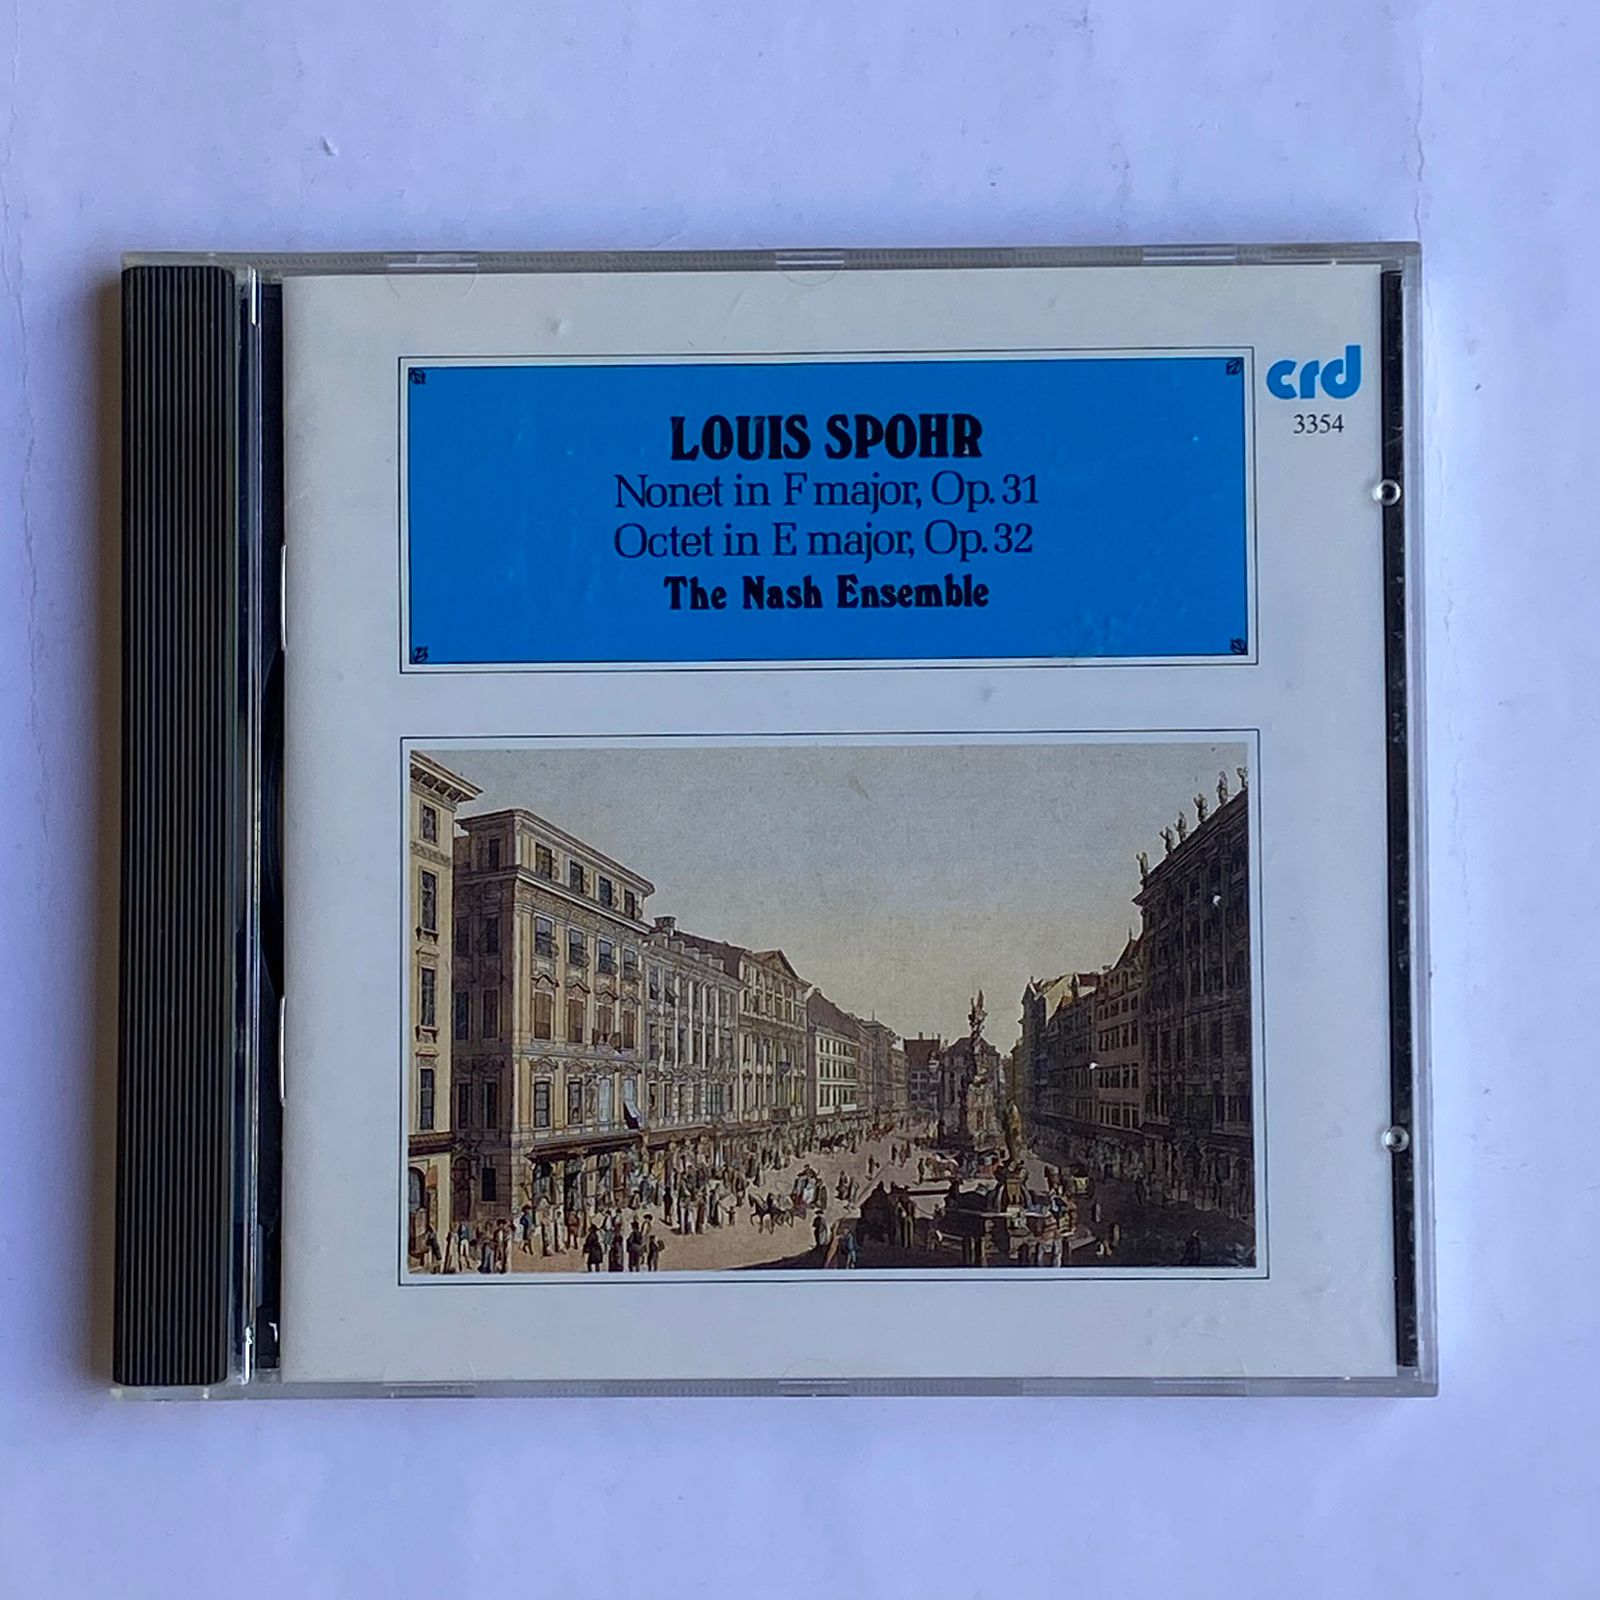 LOUIS SPOHR
Nonet in F major, Op. 31
Octet in E major, Op. 32
The Nash Ensemble
crd
3354